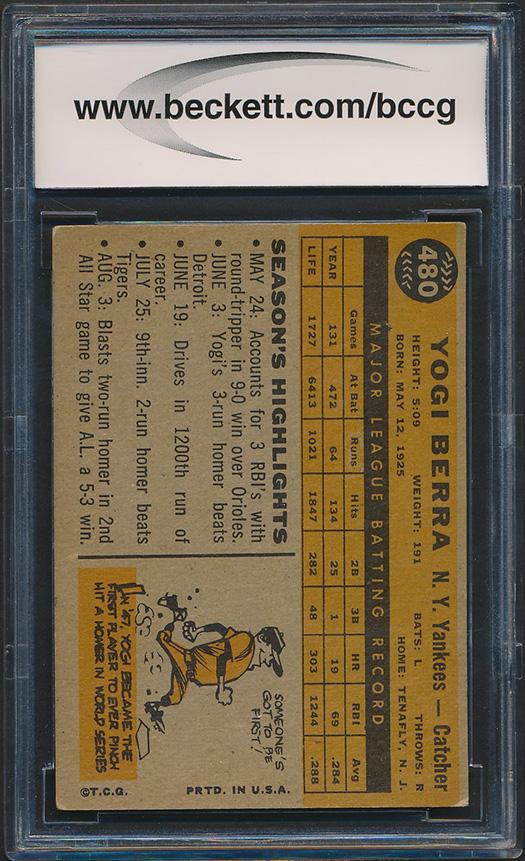 www.beckett.com/bccg
480
YOGI BERRA N. Y. Yankees — Catcher
HEIGHT: 5:09 WEIGHT: 191 BATS: L THROWS: R
BORN: MAY 12, 1925 HOME: TENAFLY, N. J.
MAJOR LEAGUE BATTING RECORD
Games At Bat Runs Hits 2B 3B HR RBI Avg
YEAR 131 472 64 134 25 1 19 69 .284
LIFE 1727 6413 1021 1847 282 48 303 1244 .288
SEASON'S HIGHLIGHTS
• MAY 24: Accounts for 3 RBI's with
round-tripper in 9-0 win over Orioles.
• JUNE 3: Yogi's 3-run homer beats
Detroit.
• JUNE 19: Drives in 1200th run of
career.
• JULY 25: 9th-inn. 2-run homer beats
Tigers.
• AUG. 3: Blasts two-run homer in 2nd
All Star game to give A.L. a 5-3 win.
SOMEONE'S
GOT TO BE
FIRST!
IN '47 YOGI BECAME THE
FIRST PLAYER TO EVER PINCH
HIT A HOMER IN WORLD SERIES
©T.C.G. PRTD. IN U.S.A.